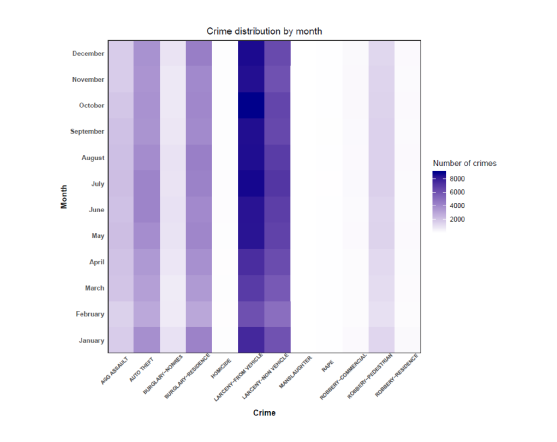 Crime distribution by month
December
November
October
September
August
July
June
May
April
March
February
January
Month
AGG ASSAULT
AUTO THEFT
BURGLARY-NONRES
BURGLARY-RESIDENCE
HOMICIDE
LARCENY-FROM VEHICLE
LARCENY-NON VEHICLE
MANSLAUGHTER
RAPE
ROBBERY-COMMERCIAL
ROBBERY-PEDESTRIAN
ROBBERY-RESIDENCE
Crime
Number of crimes
8000
6000
4000
2000